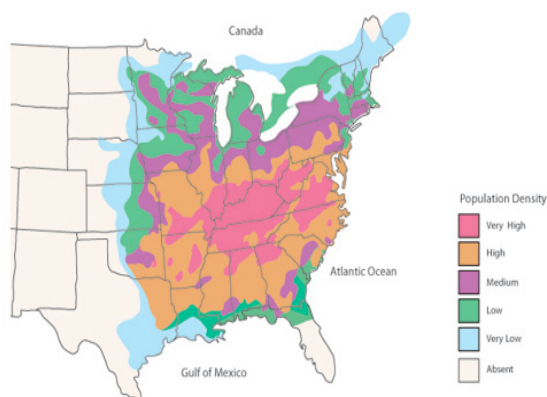 Canada
Population Density
Very High
High
Medium
Low
Very Low
Absent
Atlantic Ocean
Gulf of Mexico